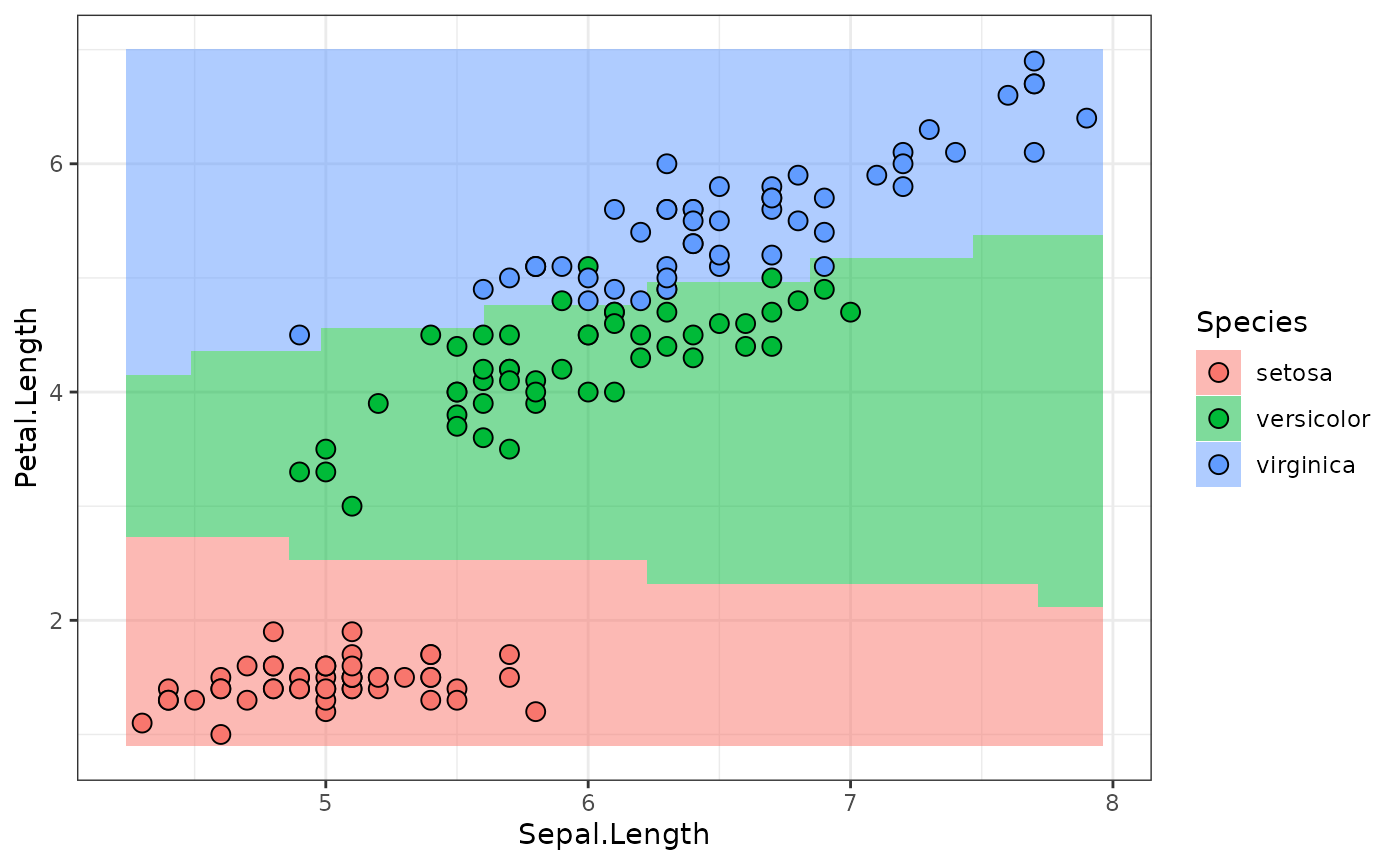 6
4
2
Petal.Length
5 6 7 8
Sepal.Length
Species
setosa
versicolor
virginica